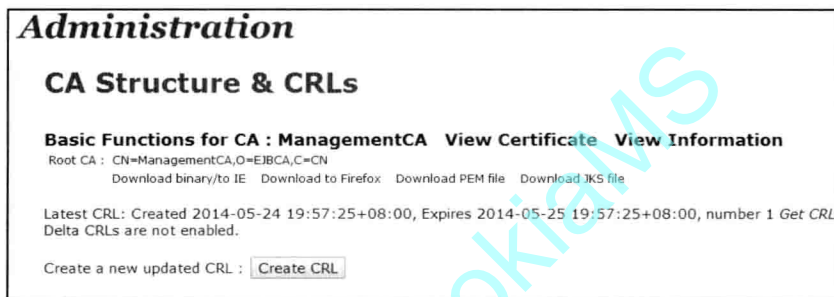 Administration
CA Structure & CRLs
Basic Functions for CA : ManagementCA View Certificate View Information
Root CA : CN=ManagementCA,O=EJBCA,C=CN
Download binary/to IE Download to Firefox Download PEM file Download JKS file
Latest CRL: Created 2014-05-24 19:57:25+08:00, Expires 2014-05-25 19:57:25+08:00, number 1 Get CRL
Delta CRLs are not enabled.
Create a new updated CRL : Create CRL
okiaMS